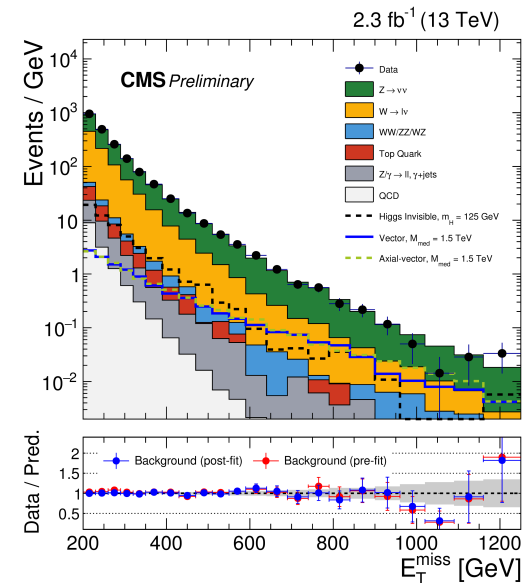 2.3 fb⁻¹ (13 TeV)
CMS Preliminary
Events / GeV
10⁴
10³
10²
10
1
10⁻¹
10⁻²
Data
Z → νν
W → lν
WW/ZZ/WZ
Top Quark
Z/γ → ll, γ+jets
QCD
Higgs Invisible, m_H = 125 GeV
Vector, M_med = 1.5 TeV
Axial-vector, M_med = 1.5 TeV
Data / Pred.
2
1.5
1
0.5
Background (post-fit)
Background (pre-fit)
200 400 600 800 1000 1200
E_T^miss [GeV]